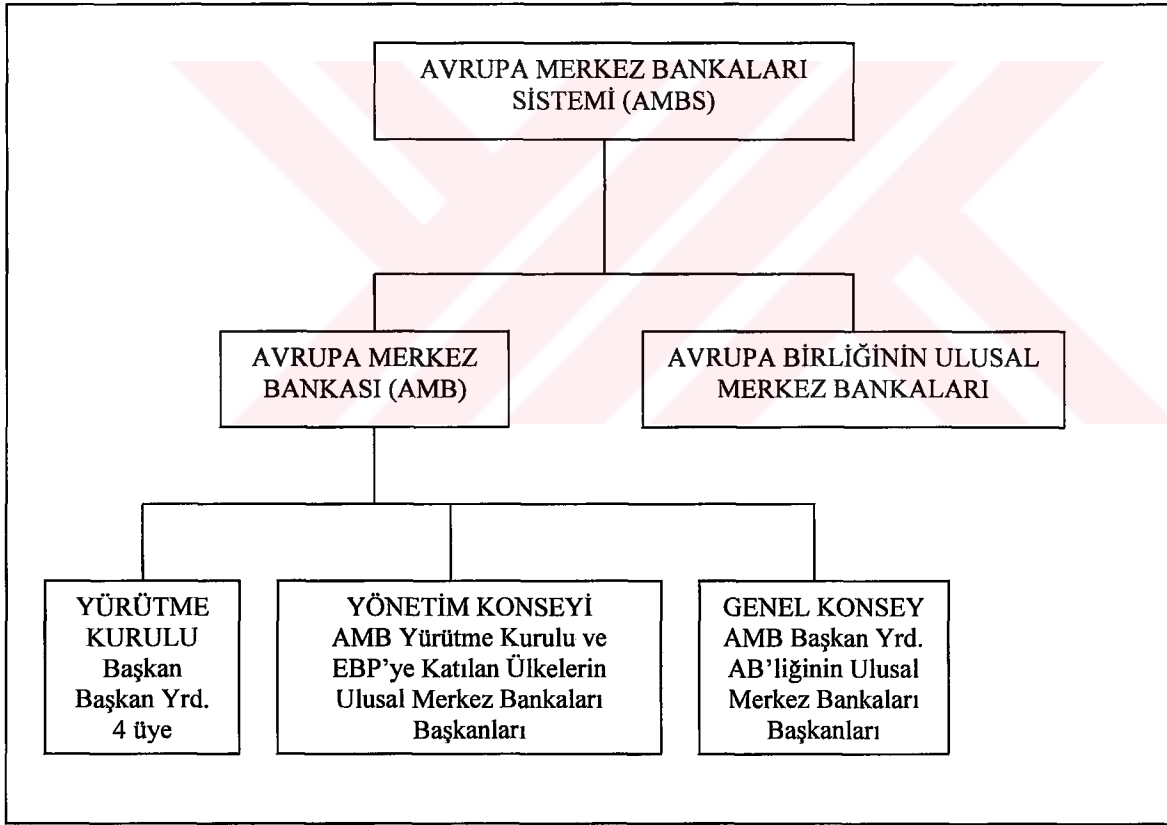 AVRUPA MERKEZ BANKALARI
SİSTEMİ (AMBS)
AVRUPA MERKEZ
BANKASI (AMB)
AVRUPA BİRLİĞİNİN ULUSAL
MERKEZ BANKALARI
YÜRÜTME
KURULU
Başkan
Başkan Yrd.
4 üye
YÖNETİM KONSEYİ
AMB Yürütme Kurulu ve
EBP'ye Katılan Ülkelerin
Ulusal Merkez Bankaları
Başkanları
GENEL KONSEY
AMB Başkan Yrd.
AB'liğinin Ulusal
Merkez Bankaları
Başkanları